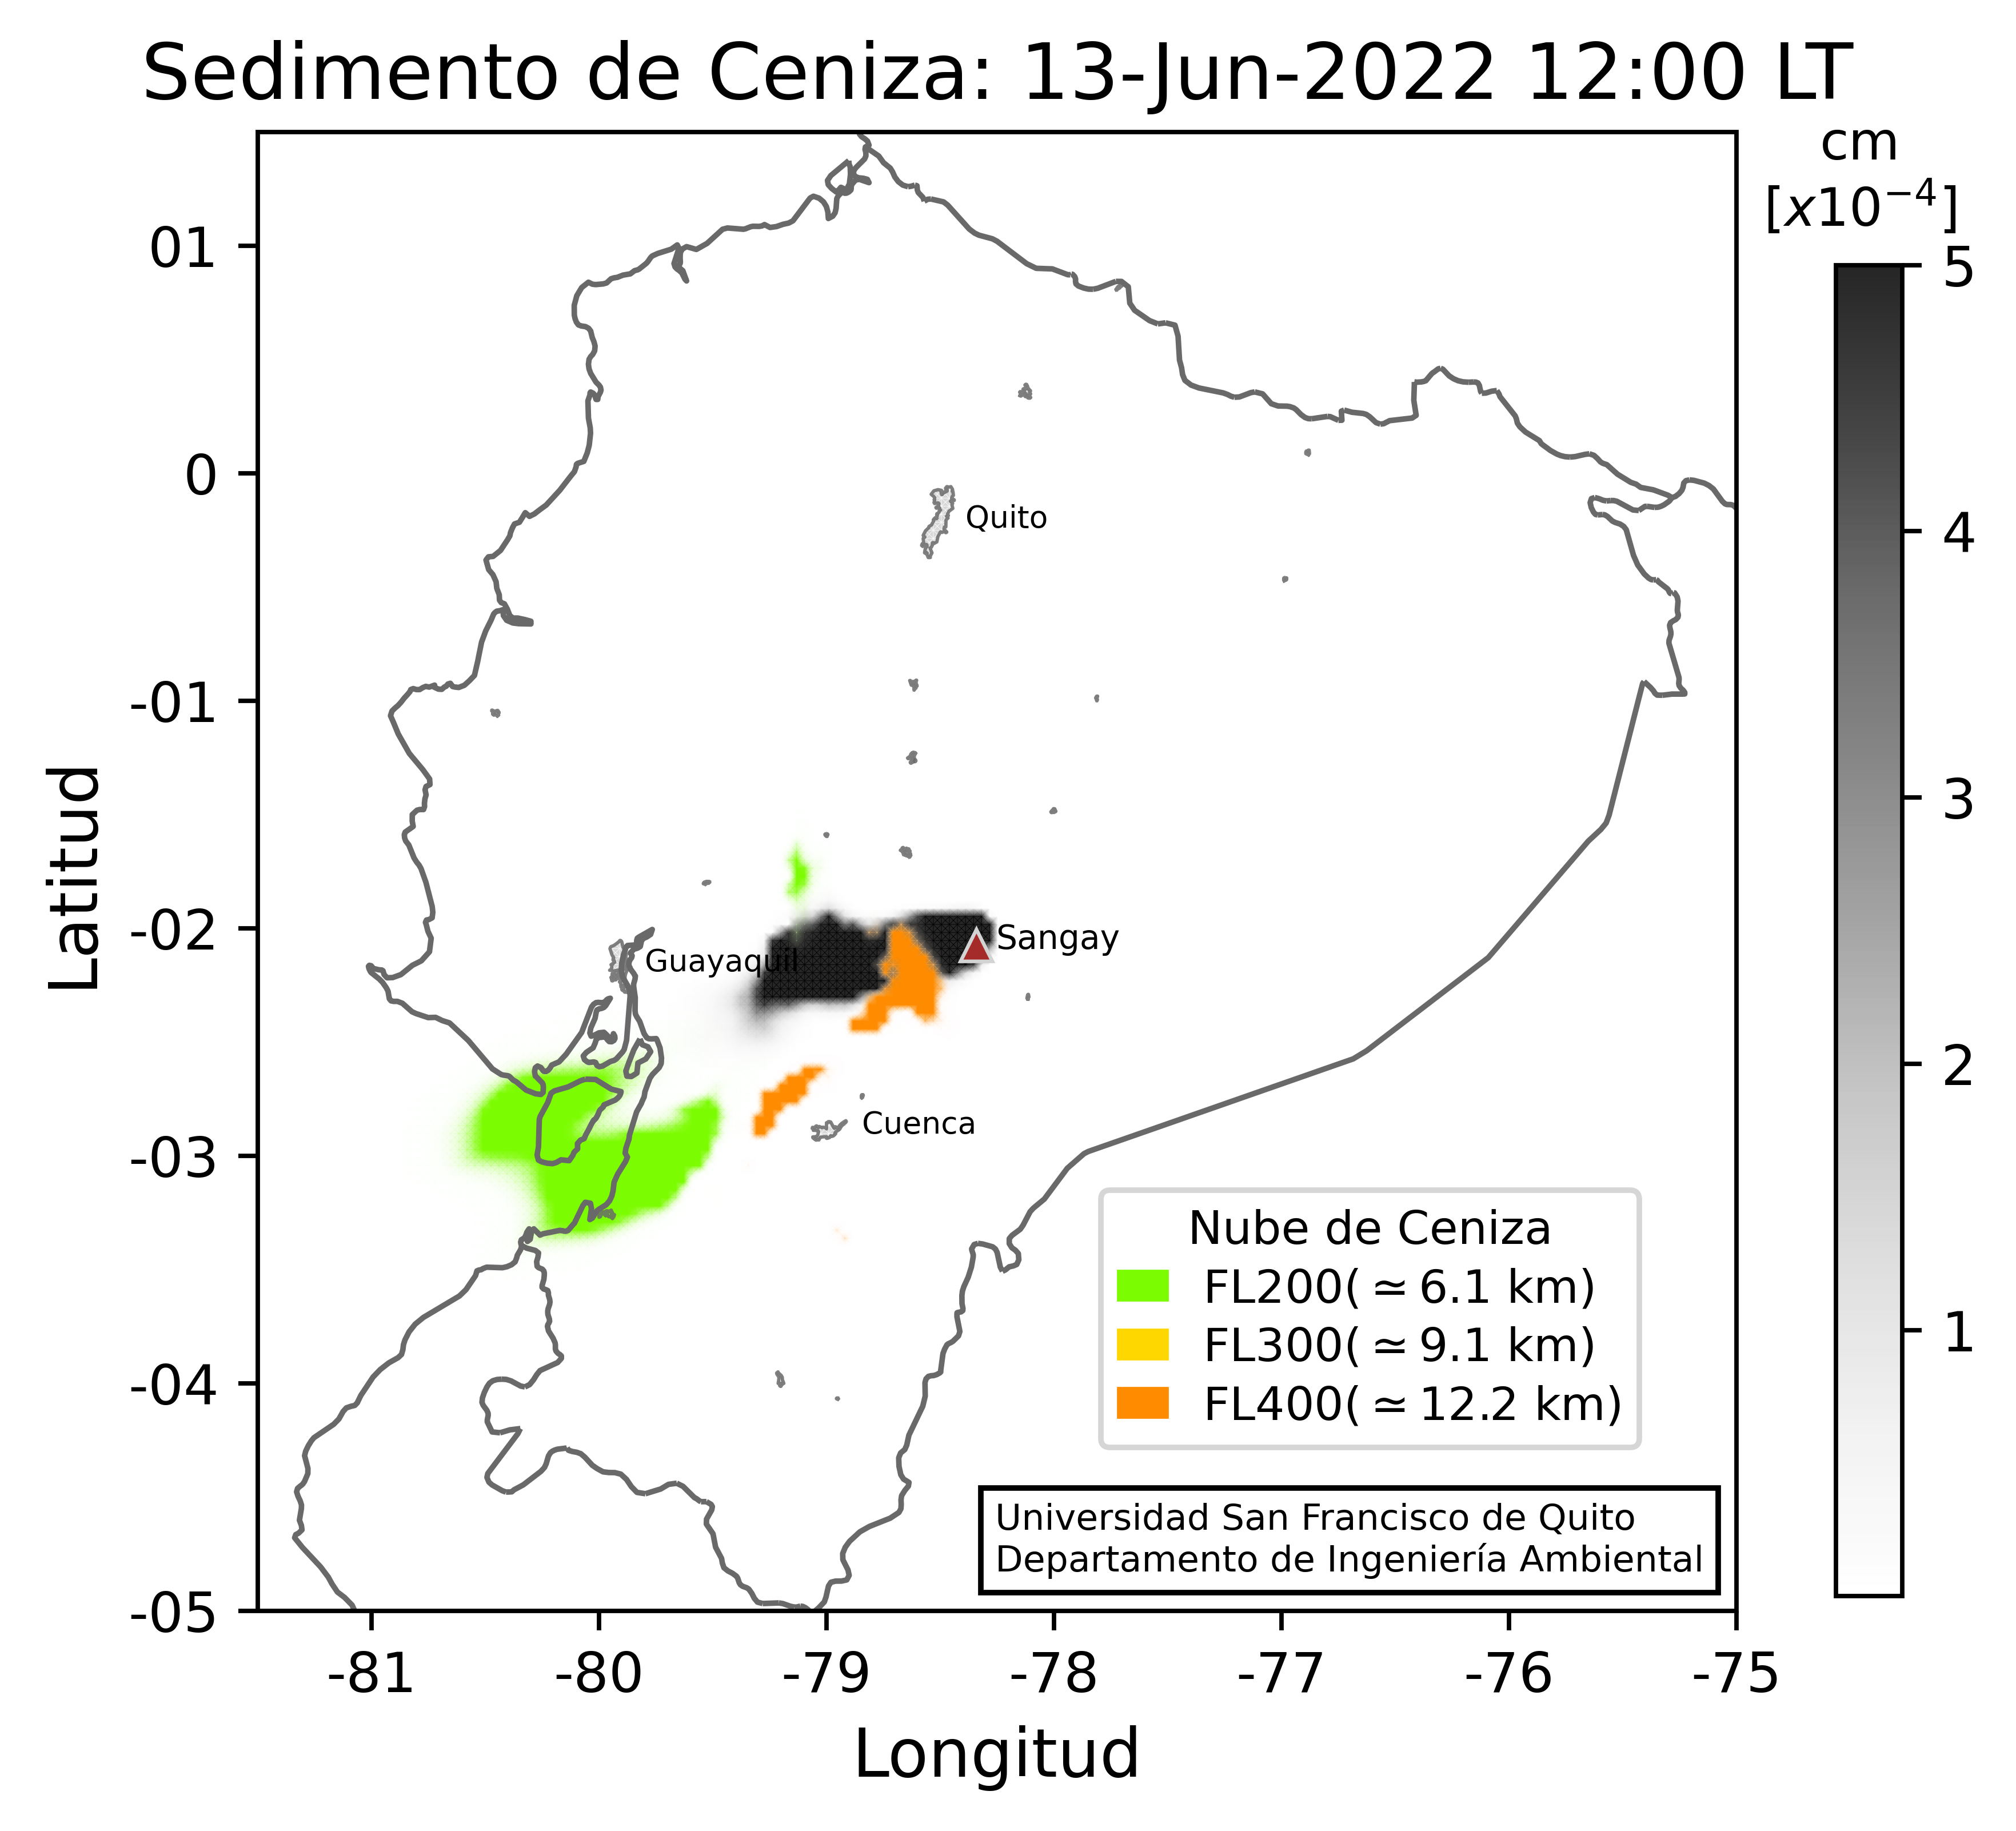 Sedimento de Ceniza: 13-Jun-2022 12:00 LT
cm
[x10⁻⁴]
5
4
3
2
1
Latitud
01
0
-01
-02
-03
-04
-05
Quito
Sangay
Guayaquil
Cuenca
Nube de Ceniza
FL200(≃6.1 km)
FL300(≃9.1 km)
FL400(≃12.2 km)
Universidad San Francisco de Quito
Departamento de Ingeniería Ambiental
-81 -80 -79 -78 -77 -76 -75
Longitud